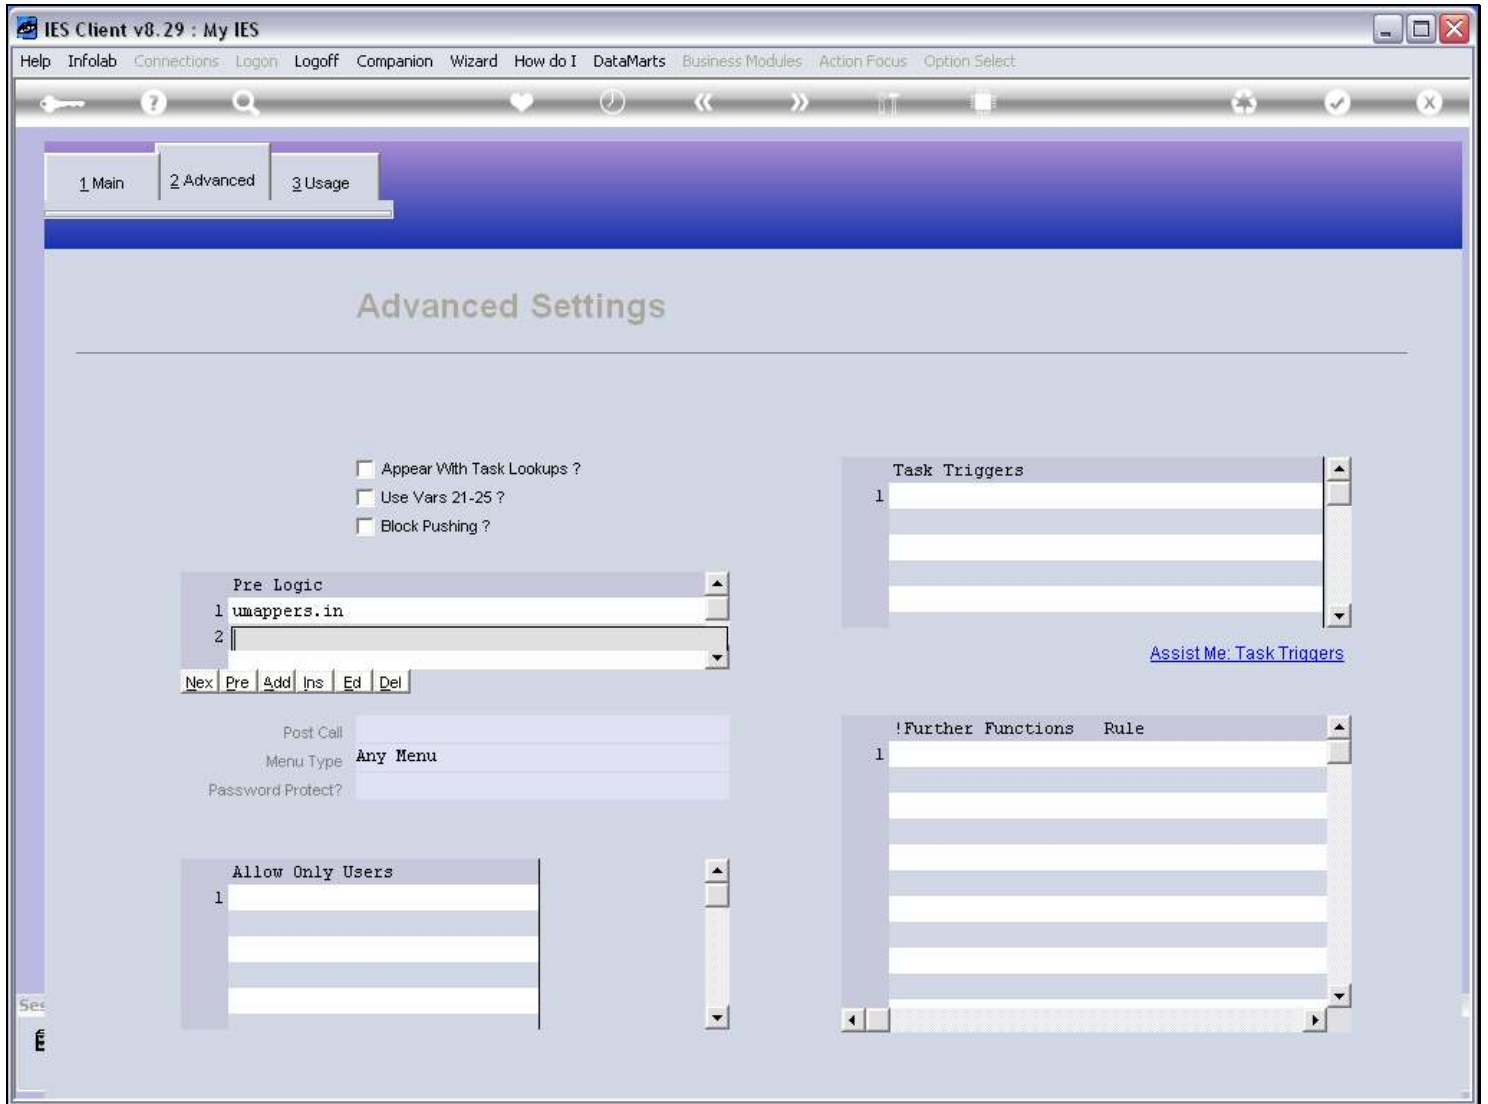 IES Client v8.29 : My IES
Help Infolab Connections Logon Logoff Companion Wizard How do I DataMarts Business Modules Action Focus Option Select
1 Main 2 Advanced 3 Usage
Advanced Settings
Appear With Task Lookups ?
Use Vars 21-25 ?
Block Pushing ?
Pre Logic
1 umappers.in
2
Nex Pre Add Ins Ed Del
Post Call
Menu Type Any Menu
Password Protect?
Allow Only Users
1
Task Triggers
1
Assist Me: Task Triggers
!Further Functions Rule
1
Ses